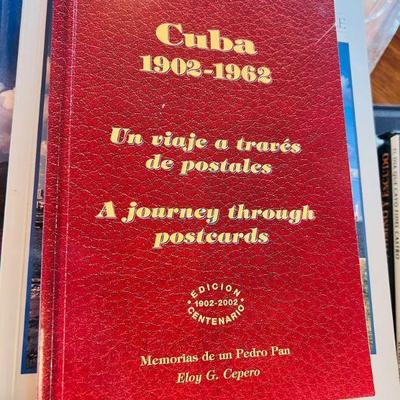 Cuba
1902-1962
Un viaje a través
de postales
A journey through
postcards
EDICION
1902-2002
CENTENARIO
Memorias de un Pedro Pan
Eloy G. Cepero